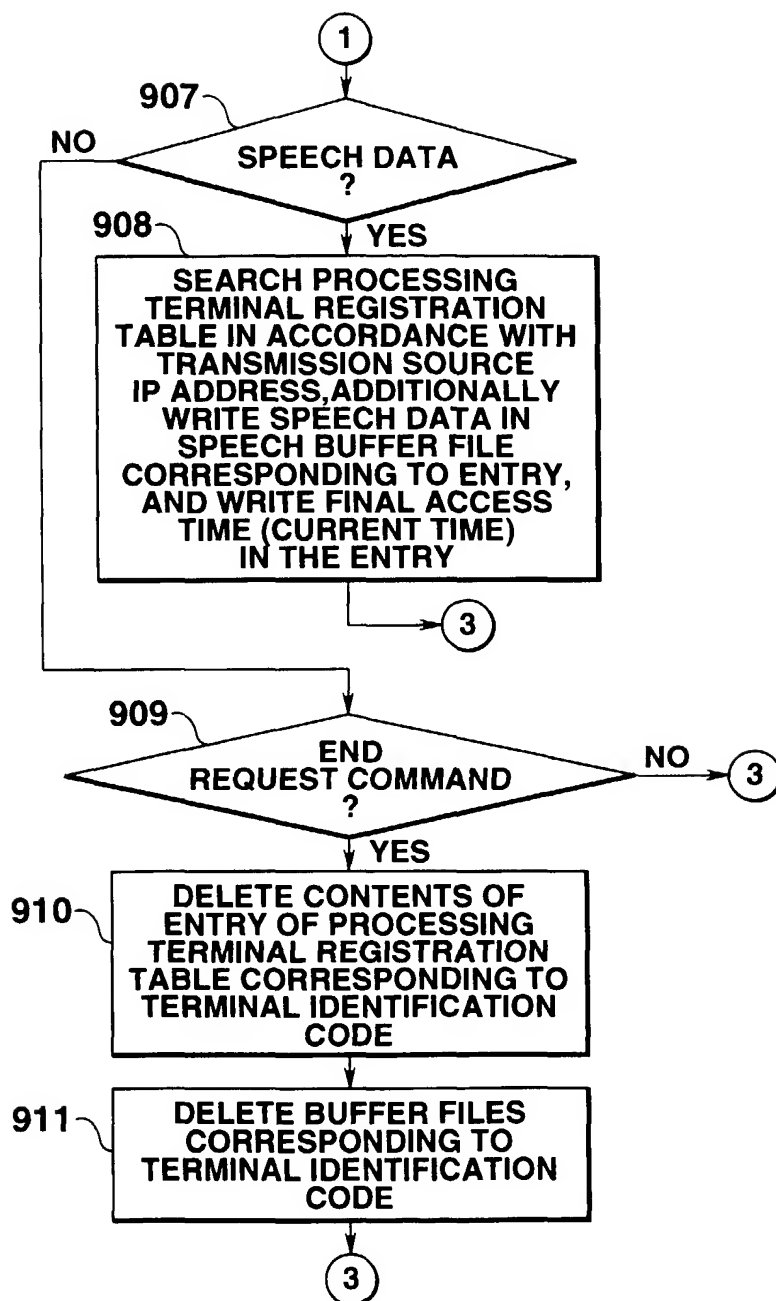 1
907
NO
SPEECH DATA
?
YES
908
SEARCH PROCESSING
TERMINAL REGISTRATION
TABLE IN ACCORDANCE WITH
TRANSMISSION SOURCE
IP ADDRESS,ADDITIONALLY
WRITE SPEECH DATA IN
SPEECH BUFFER FILE
CORRESPONDING TO ENTRY,
AND WRITE FINAL ACCESS
TIME (CURRENT TIME)
IN THE ENTRY
3
909
END
REQUEST COMMAND
?
NO
3
YES
910
DELETE CONTENTS OF
ENTRY OF PROCESSING
TERMINAL REGISTRATION
TABLE CORRESPONDING TO
TERMINAL IDENTIFICATION
CODE
911
DELETE BUFFER FILES
CORRESPONDING TO
TERMINAL IDENTIFICATION
CODE
3